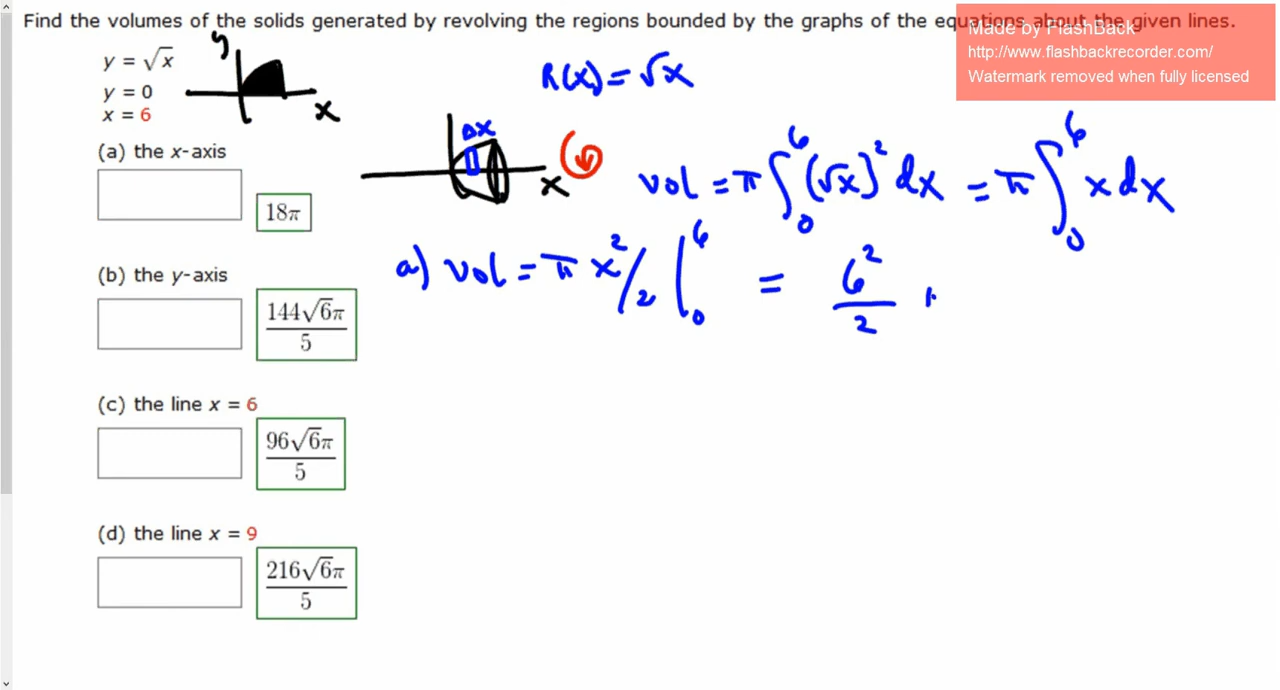 Find the volumes of the solids generated by revolving the regions bounded by the graphs of the equations about the given lines.
Made by FlashBack
http://www.flashbackrecorder.com/
Watermark removed when fully licensed
y = √x
y = 0
x = 6
y
x
R(x) = √x
Δx
x
vol = π ∫₀⁶ (√x)² dx = π ∫₀⁶ x dx
(a) the x-axis
18π
a) vol = π x²/2 |₀⁶ = 6²/2
(b) the y-axis
144√6π/5
(c) the line x = 6
96√6π/5
(d) the line x = 9
216√6π/5